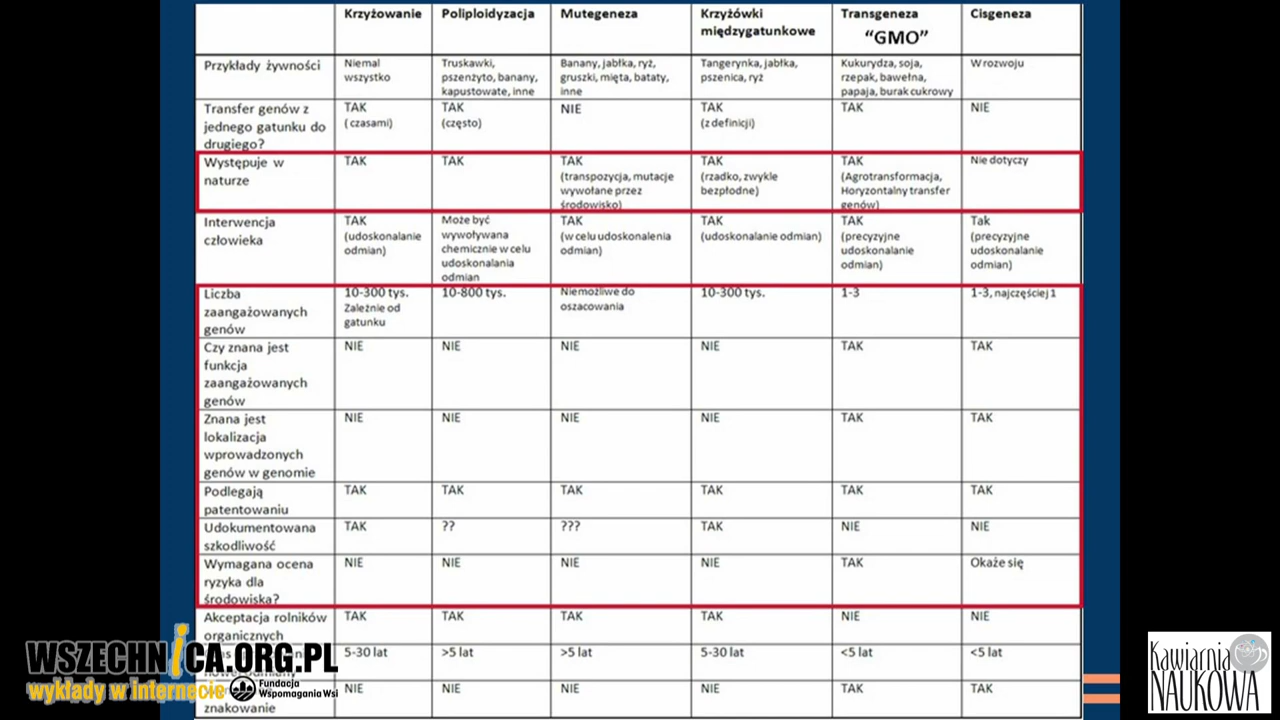 Krzyżowanie Poliploidyzacja Mutegeneza Krzyżówki Transgeneza Cisgeneza
międzygatunkowe “GMO”
Przykłady żywności Niemal Truskawki, Banany, jabłka, ryż, Tangerynka, jabłka, Kukurydza, soja, W rozwoju
wszystko pszenżyto, banany, gruszki, mięta, bataty, pszenica, ryż rzepak, bawełna,
kapustowate, inne inne papaja, burak cukrowy
Transfer genów z TAK TAK NIE TAK TAK NIE
jednego gatunku do ( czasami) (często) (z definicji)
drugiego?
Występuje w TAK TAK TAK TAK TAK Nie dotyczy
naturze (transpozycja, mutacje (rzadko, zwykle (Agrotransformacja,
wywołane przez bezpłodne) Horyzontalny transfer
środowisko) genów)
Interwencja TAK Może być TAK TAK TAK Tak
człowieka (udoskonalanie wywoływana (w celu udoskonalenia (udoskonalanie odmian) (precyzyjne (precyzyjne
odmian) chemicznie w celu odmian) udoskonalanie udoskonalanie
udoskonalania odmian) odmian)
odmian
Liczba 10-300 tys. 10-800 tys. Niemożliwe do 10-300 tys. 1-3 1-3, najczęściej 1
zaangażowanych Zależnie od oszacowania
genów gatunku
Czy znana jest NIE NIE NIE NIE TAK TAK
funkcja
zaangażowanych
genów
Znana jest NIE NIE NIE NIE TAK TAK
lokalizacja
wprowadzonych
genów w genomie
Podlegają TAK TAK TAK TAK TAK TAK
patentowaniu
Udokumentowana TAK ?? ??? TAK NIE NIE
szkodliwość
Wymagana ocena NIE NIE NIE NIE TAK Okaże się
ryzyka dla
środowiska?
Akceptacja rolników TAK TAK TAK TAK NIE NIE
organicznych
5-30 lat >5 lat >5 lat 5-30 lat <5 lat <5 lat
NIE NIE NIE NIE TAK TAK
znakowanie
WSZECHNICA.ORG.PL
wykłady w internecie
Fundacja
Wspomagania Wsi
Kawiarnia
NAUKOWA